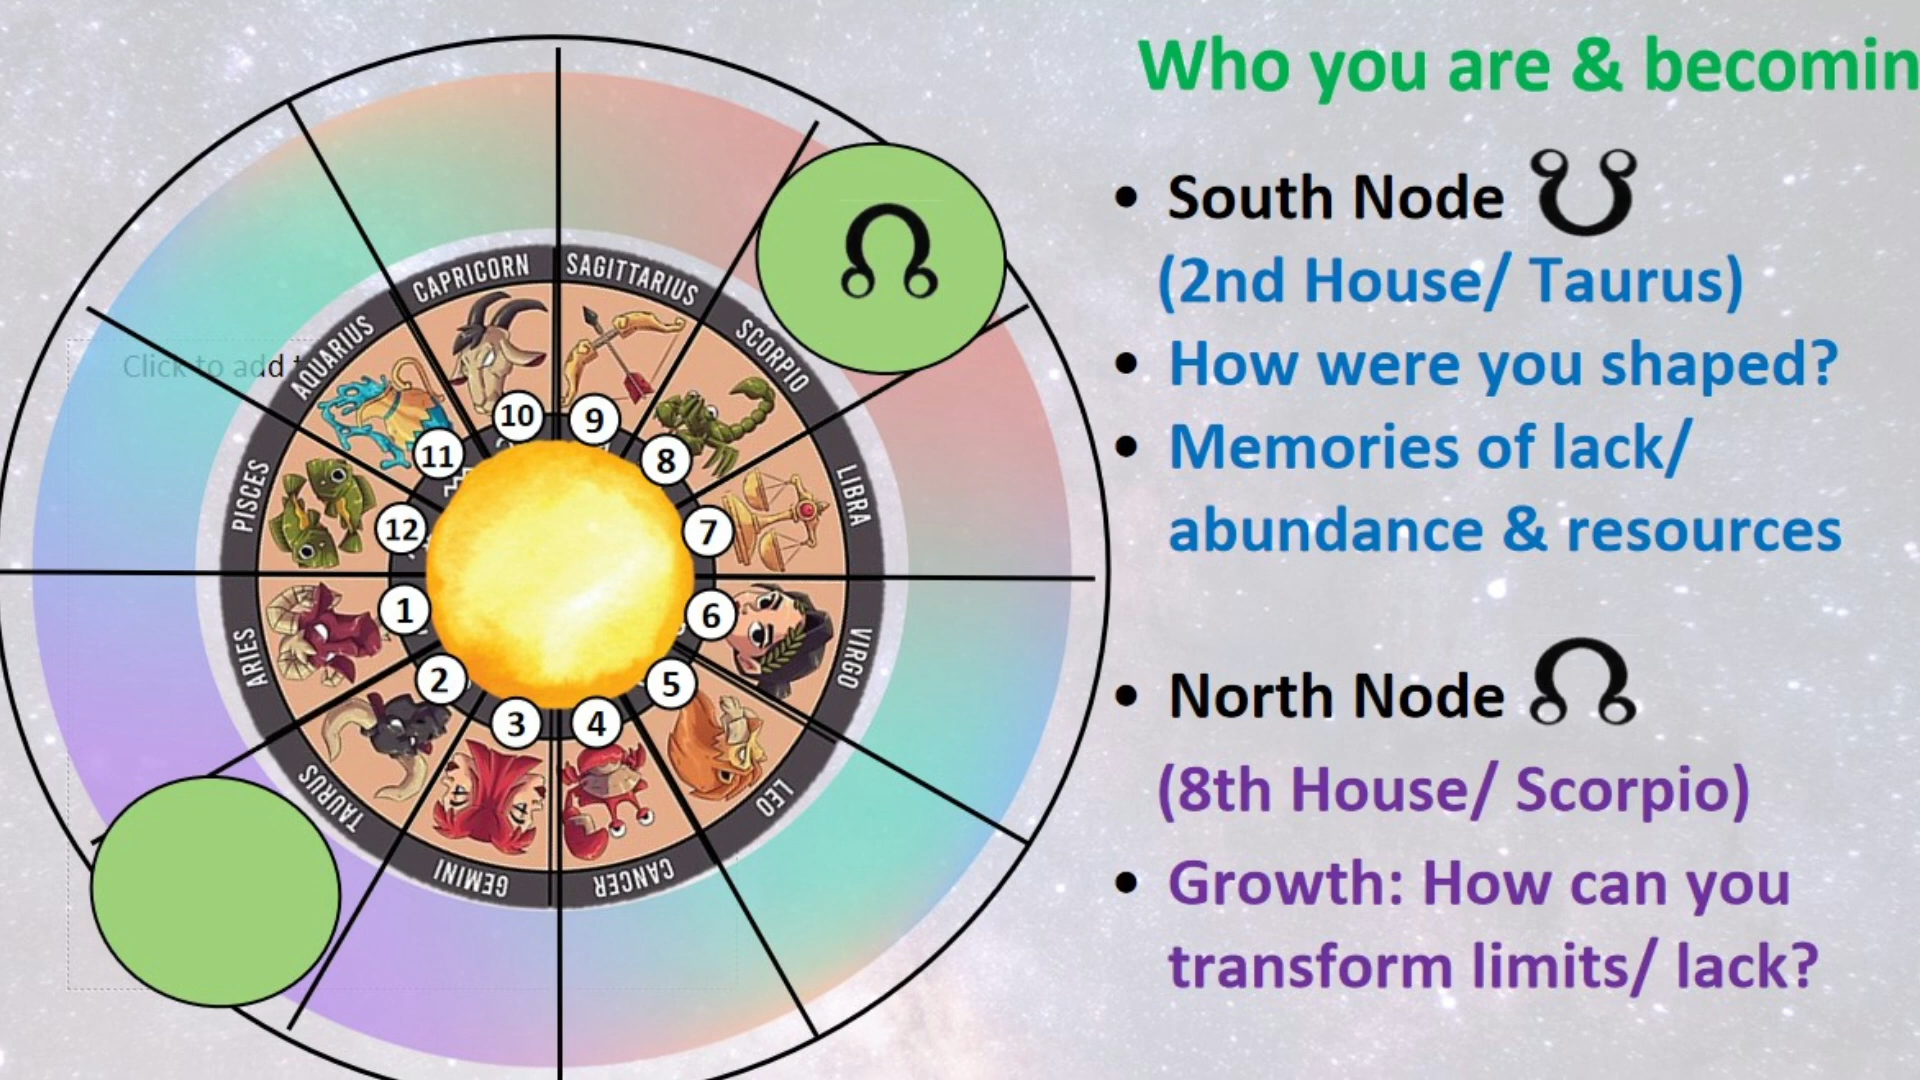 Who you are & becomin
• South Node
(2nd House/ Taurus)
• How were you shaped?
• Memories of lack/
abundance & resources
• North Node
(8th House/ Scorpio)
• Growth: How can you
transform limits/ lack?
Click to add t
CAPRICORN
SAGITTARIUS
SCORPIO
LIBRA
VIRGO
LEO
CANCER
GEMINI
TAURUS
ARIES
PISCES
AQUARIUS
10
9
8
7
6
5
4
3
2
1
12
11